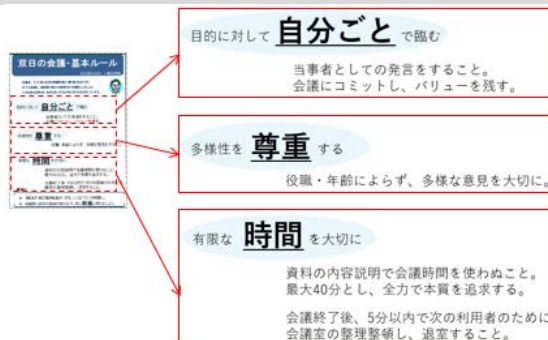 双日の会議・基本ルール
自分ごと
尊重
時間
目的に対して 自分ごと で臨む
当事者としての発言をすること。
会議にコミットし、バリューを残す。
多様性を 尊重 する
役職・年齢によらず、多様な意見を大切に。
有限な 時間 を大切に
資料の内容説明で会議時間を使わぬこと。
最大40分とし、全力で本質を追求する。
会議終了後、5分以内で次の利用者のために
会議室の整理整頓し、退室すること。